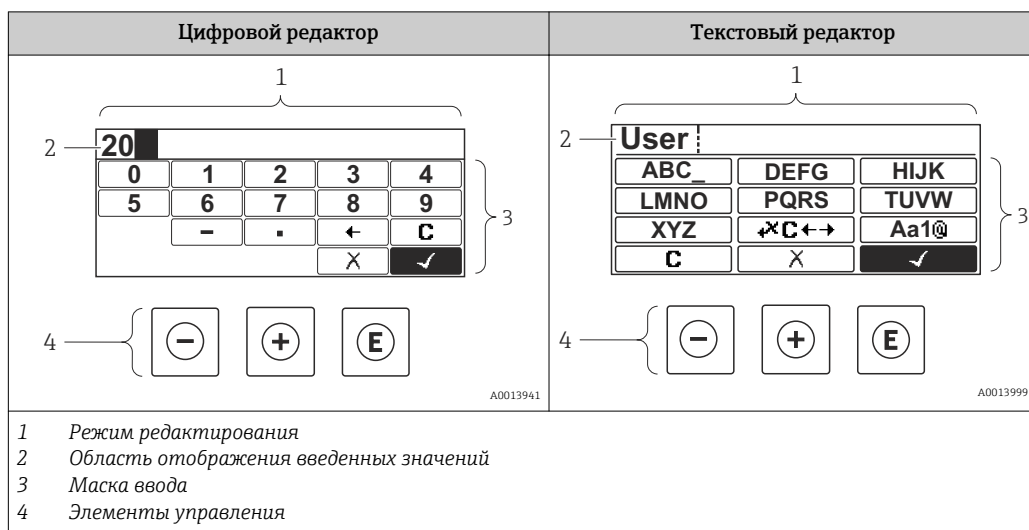 Цифровой редактор
Текстовый редактор
1
2
20
0 1 2 3 4
5 6 7 8 9
− . ← C
X ✓
3
4
− + E
A0013941
1
2
User
ABC_ DEFG HIJK
LMNO PQRS TUVW
XYZ ↵×C←→ Aa1@
C X ✓
3
4
− + E
A0013999
1 Режим редактирования
2 Область отображения введенных значений
3 Маска ввода
4 Элементы управления